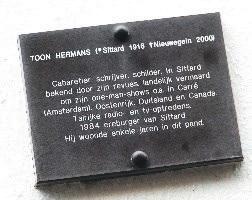 TOON HERMANS (*Sittard 1916 †Nieuwegein 2000)
Cabaretier, schrijver, schilder. In Sittard
bekend door zijn revues, landelijk vermaard
om zijn one-man-shows o.a. in Carré
(Amsterdam), Oostenrijk, Duitsland en Canada.
Talrijke radio- en tv-optredens.
1984 ereburger van Sittard
Hij woonde enkele jaren in dit pand.